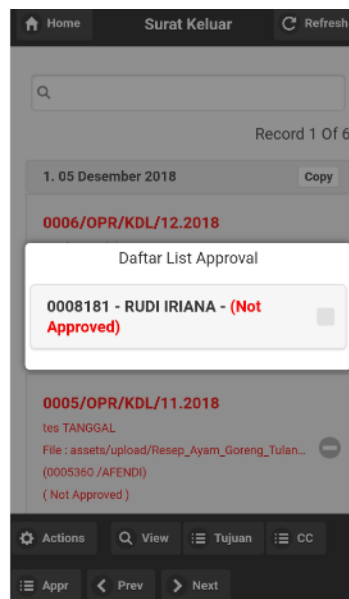 Home
Surat Keluar
Refresh
Record 1 Of 6
1. 05 Desember 2018
Copy
0006/OPR/KDL/12.2018
Daftar List Approval
0008181 - RUDI IRIANA - (Not
Approved)
0005/OPR/KDL/11.2018
tes TANGGAL
File : assets/upload/Resep_Ayam_Goreng_Tulan...
(0005360 /AFENDI)
( Not Approved )
Actions
View
Tujuan
CC
Appr
Prev
Next